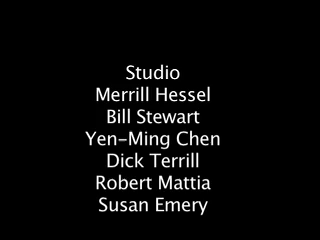 Studio
Merrill Hessel
Bill Stewart
Yen-Ming Chen
Dick Terrill
Robert Mattia
Susan Emery